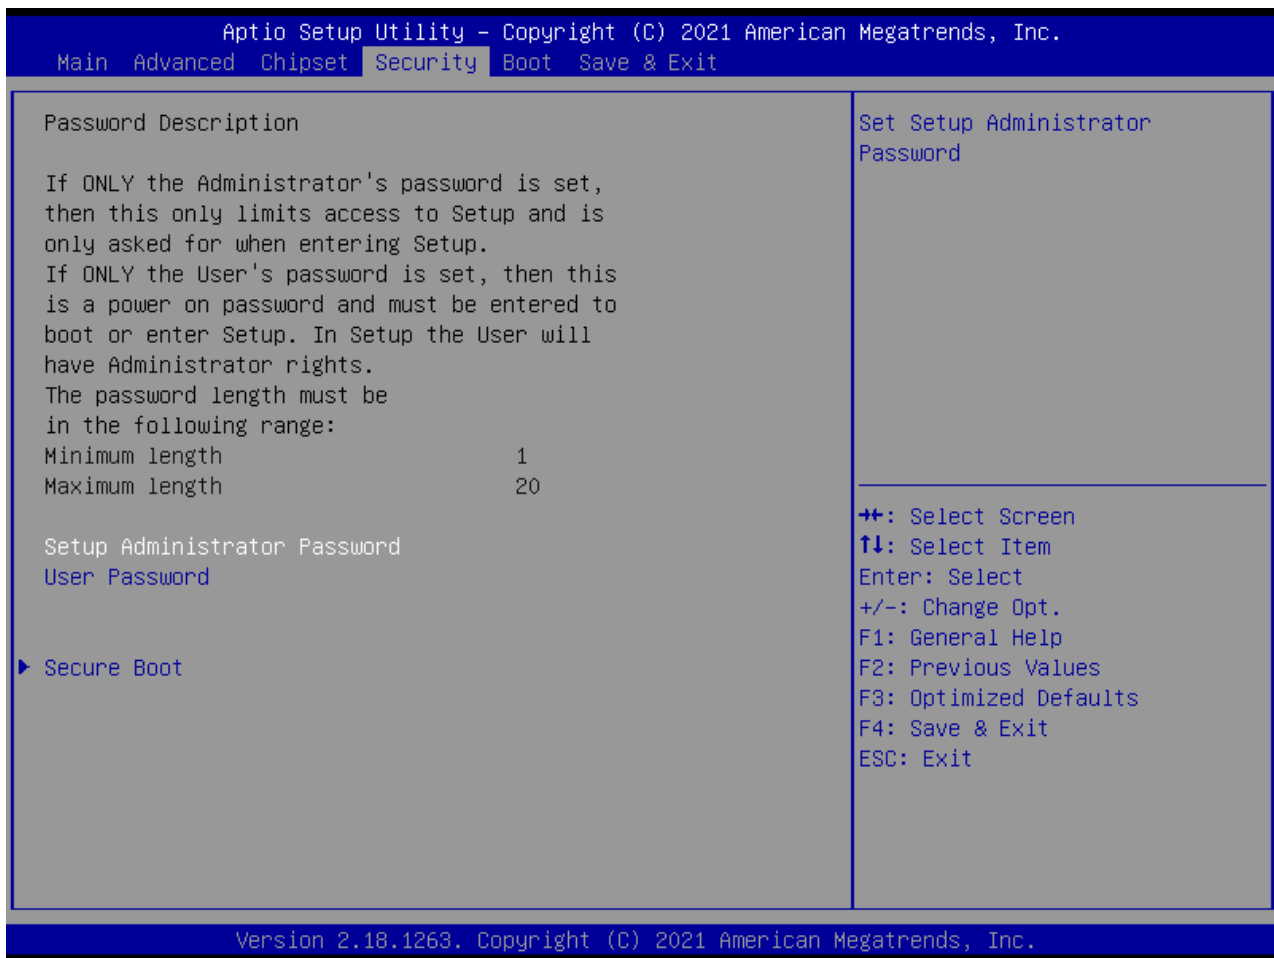 Aptio Setup Utility – Copyright (C) 2021 American Megatrends, Inc.
Main Advanced Chipset Security Boot Save & Exit
Password Description
If ONLY the Administrator's password is set,
then this only limits access to Setup and is
only asked for when entering Setup.
If ONLY the User's password is set, then this
is a power on password and must be entered to
boot or enter Setup. In Setup the User will
have Administrator rights.
The password length must be
in the following range:
Minimum length 1
Maximum length 20
Setup Administrator Password
User Password
Secure Boot
Set Setup Administrator
Password
→←: Select Screen
↑↓: Select Item
Enter: Select
+/-: Change Opt.
F1: General Help
F2: Previous Values
F3: Optimized Defaults
F4: Save & Exit
ESC: Exit
Version 2.18.1263. Copyright (C) 2021 American Megatrends, Inc.